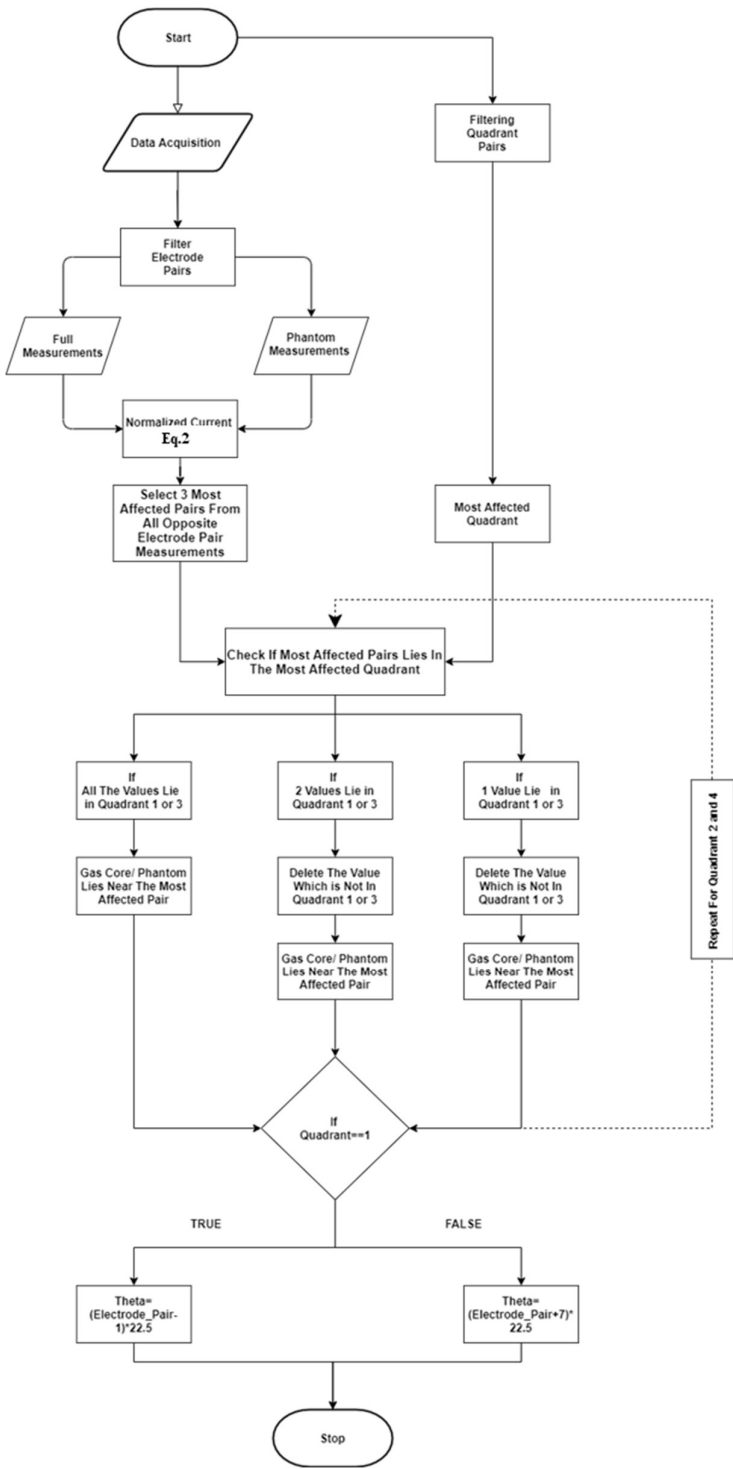 Start
Data Acquisition
Filtering
Quadrant
Pairs
Filter
Electrode
Pairs
Full
Measurements
Phantom
Measurements
Normalized Current
Eq.2
Select 3 Most
Affected Pairs From
All Opposite
Electrode Pair
Measurements
Most Affected
Quadrant
Check If Most Affected Pairs Lies In
The Most Affected Quadrant
If
All The Values Lie
in Quadrant 1 or 3
If
2 Values Lie in
Quadrant 1 or 3
If
1 Value Lie in
Quadrant 1 or 3
Gas Core/ Phantom
Lies Near The Most
Affected Pair
Delete The Value
Which is Not In
Quadrant 1 or 3
Delete The Value
Which is Not In
Quadrant 1 or 3
Gas Core/ Phantom
Lies Near The Most
Affected Pair
Gas Core/ Phantom
Lies Near The Most
Affected Pair
Repeat For Quadrant 2 and 4
If
Quadrant==1
TRUE
FALSE
Theta=
(Electrode_Pair-
1)*22.5
Theta=
(Electrode_Pair+7)*
22.5
Stop